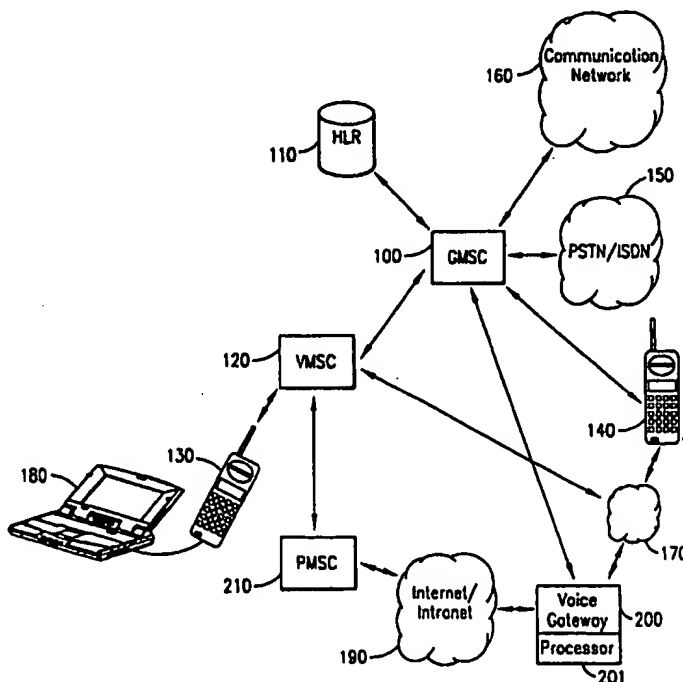 Communication
Network
160
HLR
110
150
PSTN/ISDN
100
GMSC
120
VMSC
130
140
180
170
210
PMSC
Internet/
Intranet
190
Voice
Gateway
200
Processor
201